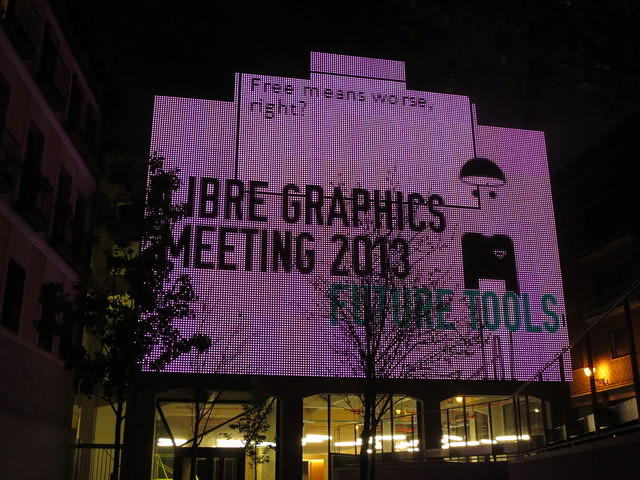 Free means worse,
right?
LIBRE GRAPHICS
MEETING 2013
FUTURE TOOLS